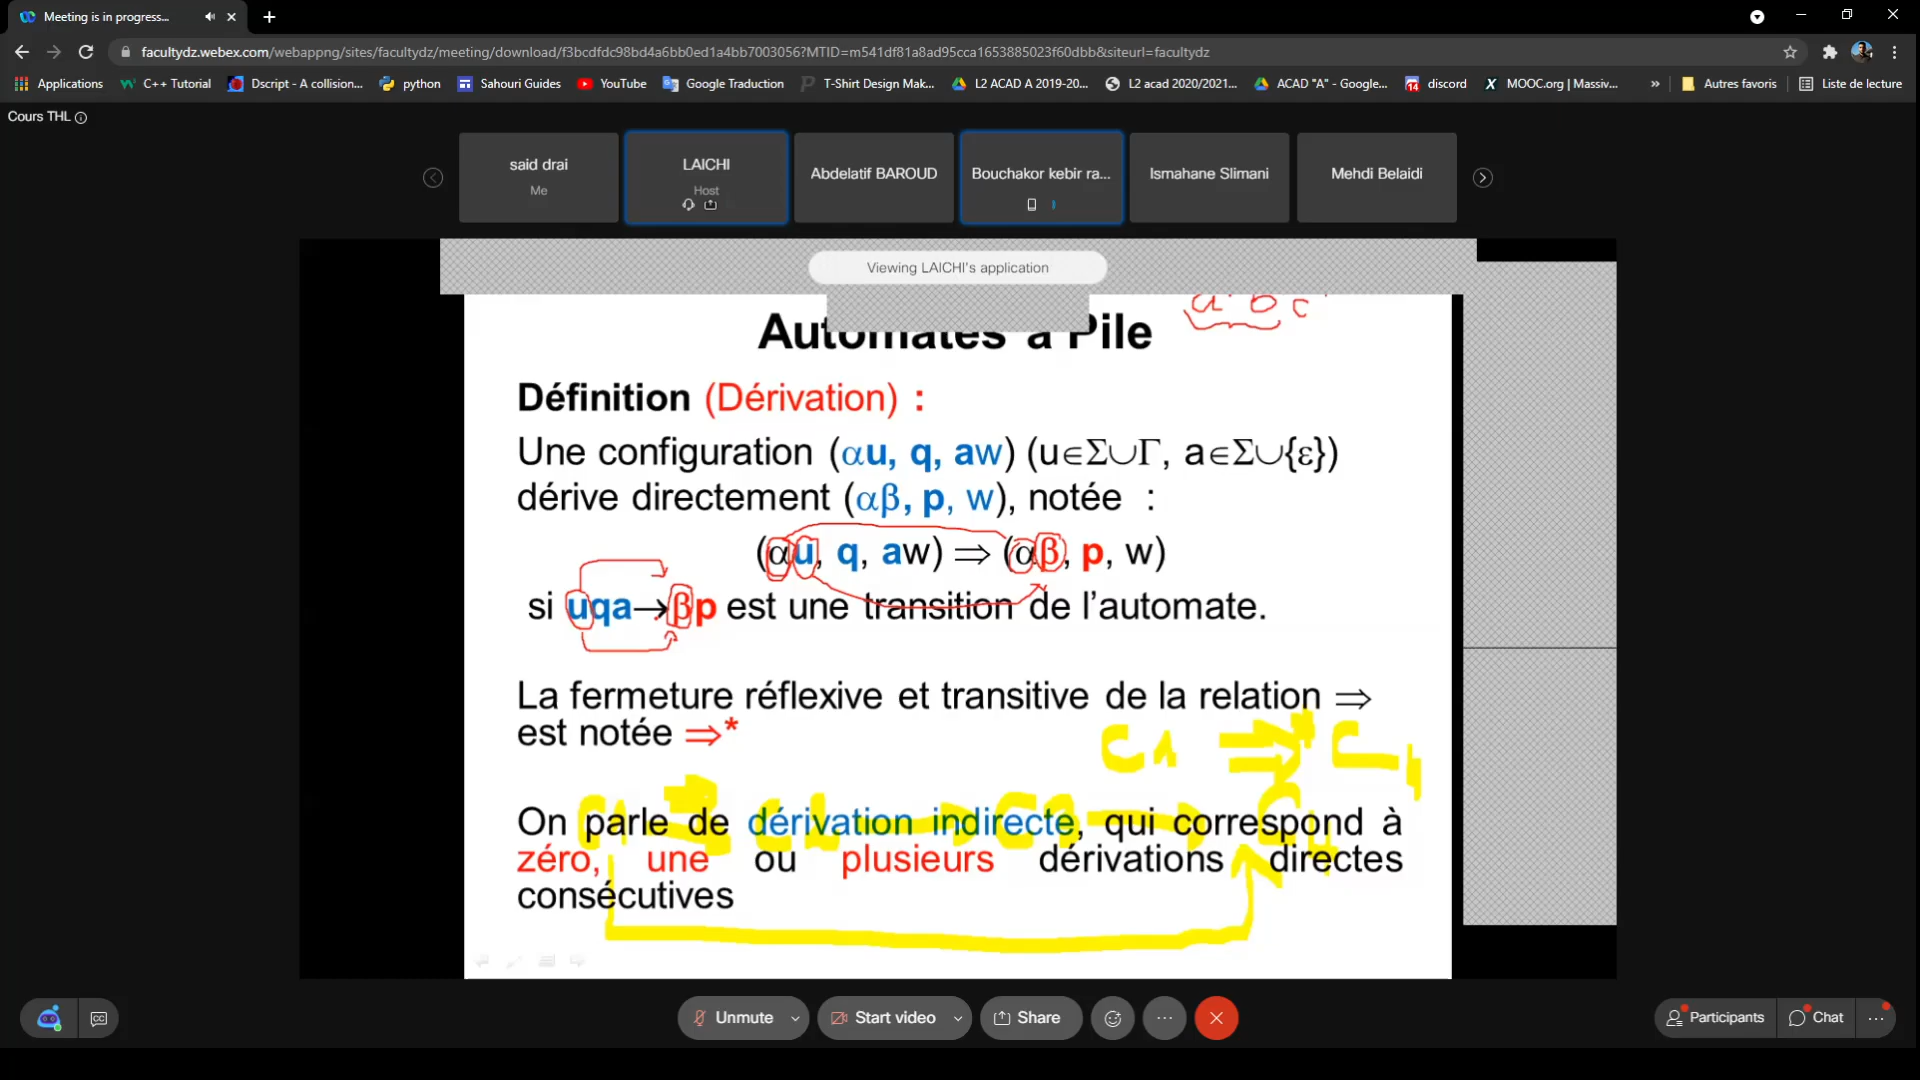 Meeting is in progress...
facultydz.webex.com/webappng/sites/facultydz/meeting/download/f3bcdfdc98bd4a6bb0ed1a4bb7003056?MTID=m541df81a8ad95cca1653885023f60dbb&siteurl=facultydz
Applications C++ Tutorial Dscript - A collision... python Sahouri Guides YouTube Google Traduction T-Shirt Design Mak... L2 ACAD A 2019-20... L2 acad 2020/2021... ACAD "A" - Google... 14 discord MOOC.org | Massiv... » Autres favoris Liste de lecture
Cours THL
said drai
Me
LAICHI
Host
Abdelatif BAROUD
Bouchakor kebir ra...
Ismahane Slimani
Mehdi Belaidi
Viewing LAICHI's application
Automates à Pile
Définition (Dérivation) :
Une configuration (αu, q, aw) (u∈Σ∪Γ, a∈Σ∪{ε})
dérive directement (αβ, p, w), notée :
(αu, q, aw) ⇒ (αβ, p, w)
si uqa→βp est une transition de l'automate.
La fermeture réflexive et transitive de la relation ⇒
est notée ⇒*
On parle de dérivation indirecte, qui correspond à
zéro, une ou plusieurs dérivations directes
consécutives
Unmute Start video Share Participants Chat